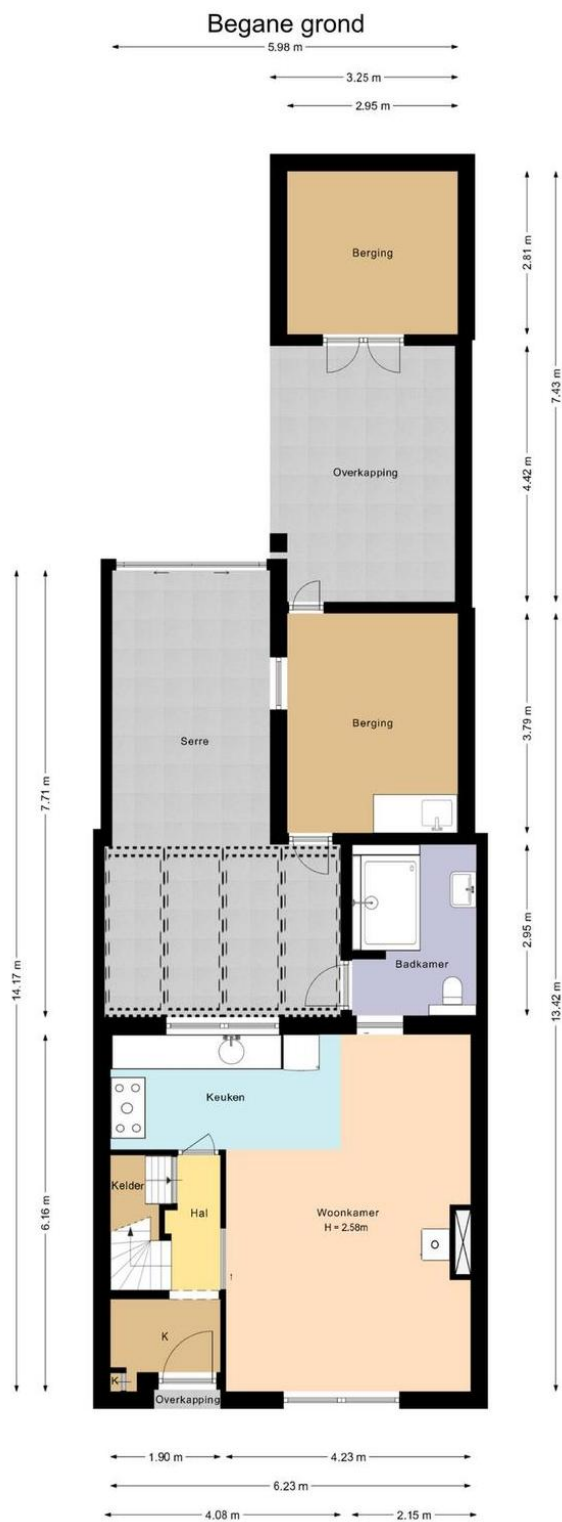 Begane grond
5.98 m
3.25 m
2.95 m
Berging
2.81 m
7.43 m
Overkapping
4.42 m
Berging
3.79 m
Serre
7.71 m
14.17 m
2.95 m
13.42 m
Badkamer
Keuken
Kelder
Hal
Woonkamer
H = 2.58m
6.16 m
K
K
Overkapping
1.90 m
4.23 m
6.23 m
4.08 m
2.15 m